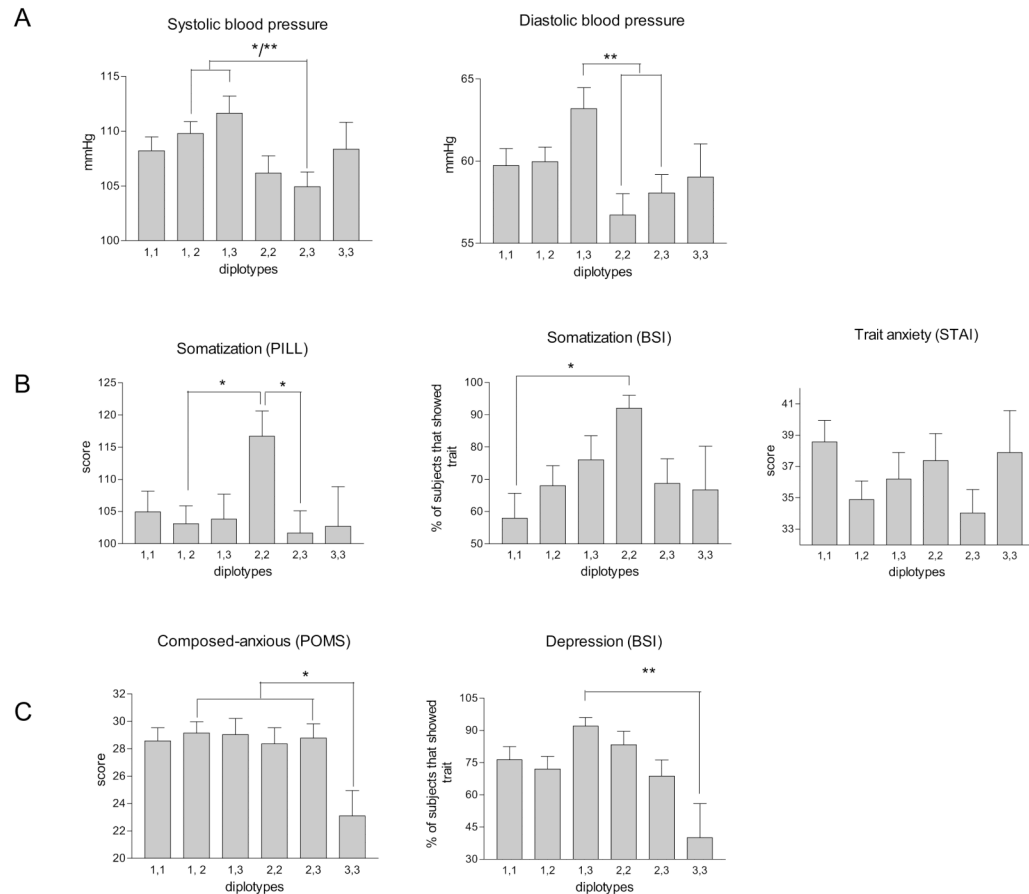 A
Systolic blood pressure
*/**
mmHg
115
110
105
100
1,1 1, 2 1,3 2,2 2,3 3,3
diplotypes
Diastolic blood pressure
**
mmHg
65
60
55
1,1 1, 2 1,3 2,2 2,3 3,3
diplotypes
B
Somatization (PILL)
* *
score
125
120
115
110
105
100
1,1 1, 2 1,3 2,2 2,3 3,3
diplotypes
Somatization (BSI)
*
% of subjects that showed
trait
100
90
80
70
60
50
1,1 1,2 1,3 2,2 2,3 3,3
diplotypes
Trait anxiety (STAI)
score
41
39
37
35
33
1,1 1,2 1,3 2,2 2,3 3,3
diplotypes
C
Composed-anxious (POMS)
*
score
32
30
28
26
24
22
20
1,1 1, 2 1,3 2,2 2,3 3,3
diplotypes
Depression (BSI)
**
% of subjects that showed
trait
105
90
75
60
45
30
1,1 1,2 1,3 2,2 2,3 3,3
diplotypes